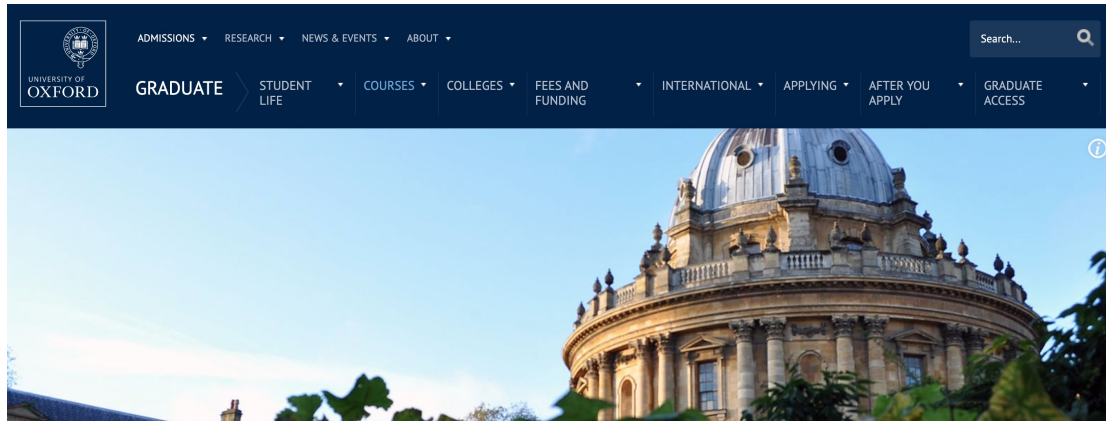 UNIVERSITY OF
OXFORD
ADMISSIONS RESEARCH NEWS & EVENTS ABOUT
Search...
GRADUATE STUDENT LIFE COURSES COLLEGES FEES AND FUNDING INTERNATIONAL APPLYING AFTER YOU APPLY GRADUATE ACCESS
i